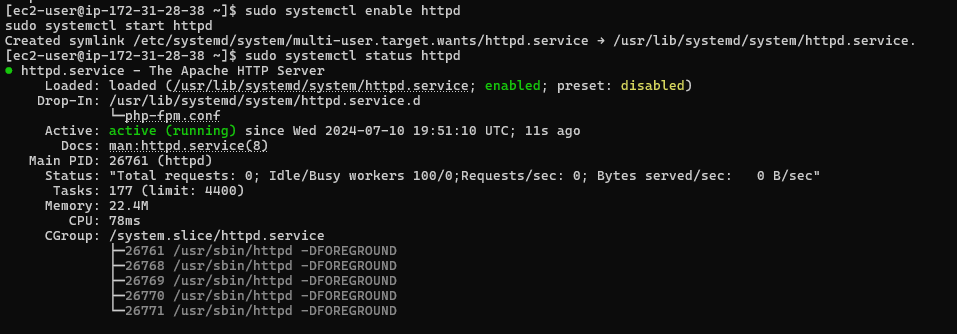 [ec2-user@ip-172-31-28-38 ~]$ sudo systemctl enable httpd
sudo systemctl start httpd
Created symlink /etc/systemd/system/multi-user.target.wants/httpd.service → /usr/lib/systemd/system/httpd.service.
[ec2-user@ip-172-31-28-38 ~]$ sudo systemctl status httpd
● httpd.service - The Apache HTTP Server
     Loaded: loaded (/usr/lib/systemd/system/httpd.service; enabled; preset: disabled)
    Drop-In: /usr/lib/systemd/system/httpd.service.d
             └─php-fpm.conf
     Active: active (running) since Wed 2024-07-10 19:51:10 UTC; 11s ago
       Docs: man:httpd.service(8)
   Main PID: 26761 (httpd)
     Status: "Total requests: 0; Idle/Busy workers 100/0;Requests/sec: 0; Bytes served/sec:   0 B/sec"
      Tasks: 177 (limit: 4400)
     Memory: 22.4M
        CPU: 78ms
     CGroup: /system.slice/httpd.service
             ├─26761 /usr/sbin/httpd -DFOREGROUND
             ├─26768 /usr/sbin/httpd -DFOREGROUND
             ├─26769 /usr/sbin/httpd -DFOREGROUND
             ├─26770 /usr/sbin/httpd -DFOREGROUND
             └─26771 /usr/sbin/httpd -DFOREGROUND